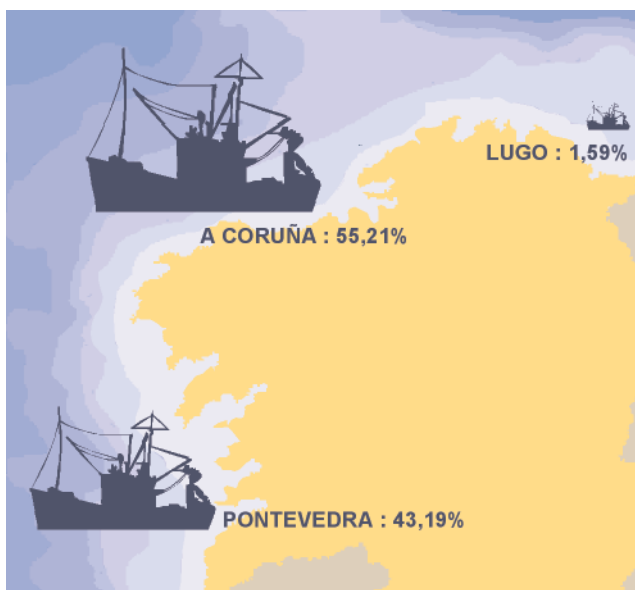 LUGO : 1,59%
A CORUÑA : 55,21%
PONTEVEDRA : 43,19%